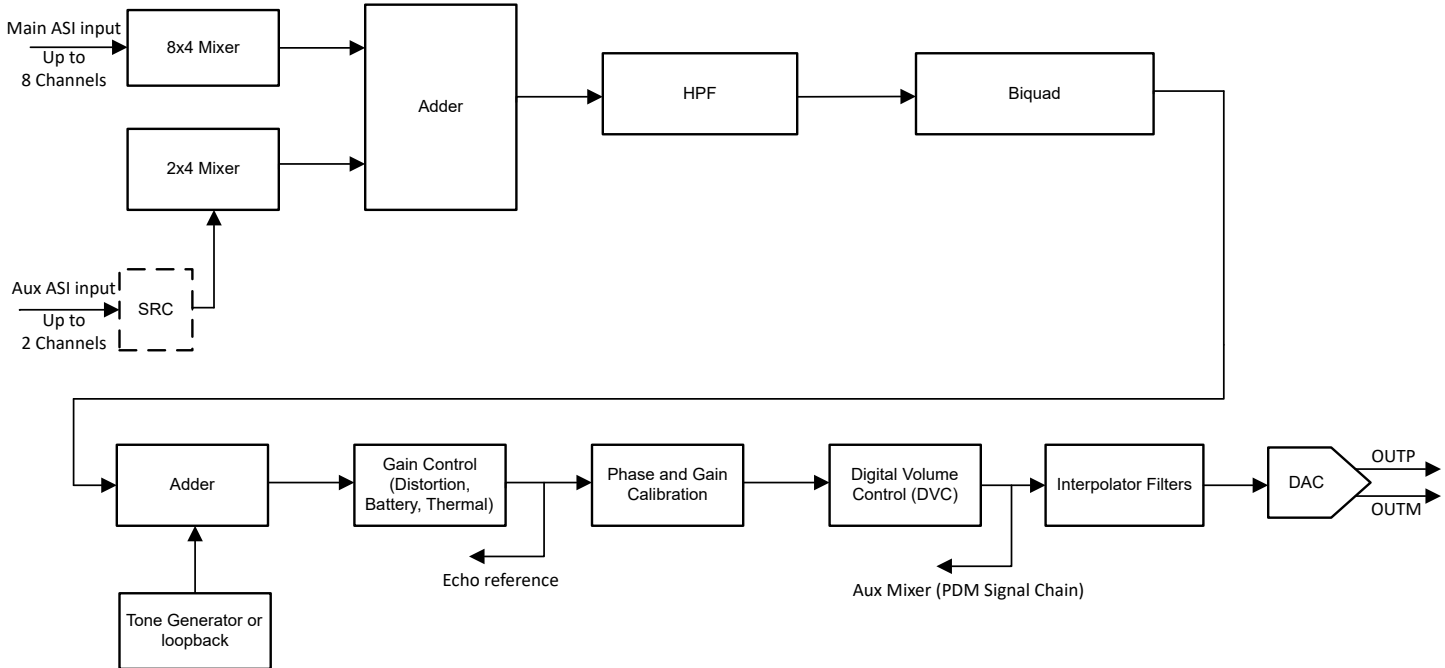 Main ASI input
Up to
8 Channels
8x4 Mixer
Adder
HPF
Biquad
2x4 Mixer
Aux ASI input
Up to
2 Channels
SRC
Adder
Gain Control
(Distortion,
Battery, Thermal)
Phase and Gain
Calibration
Digital Volume
Control (DVC)
Interpolator Filters
DAC
OUTP
OUTM
Echo reference
Aux Mixer (PDM Signal Chain)
Tone Generator or
loopback